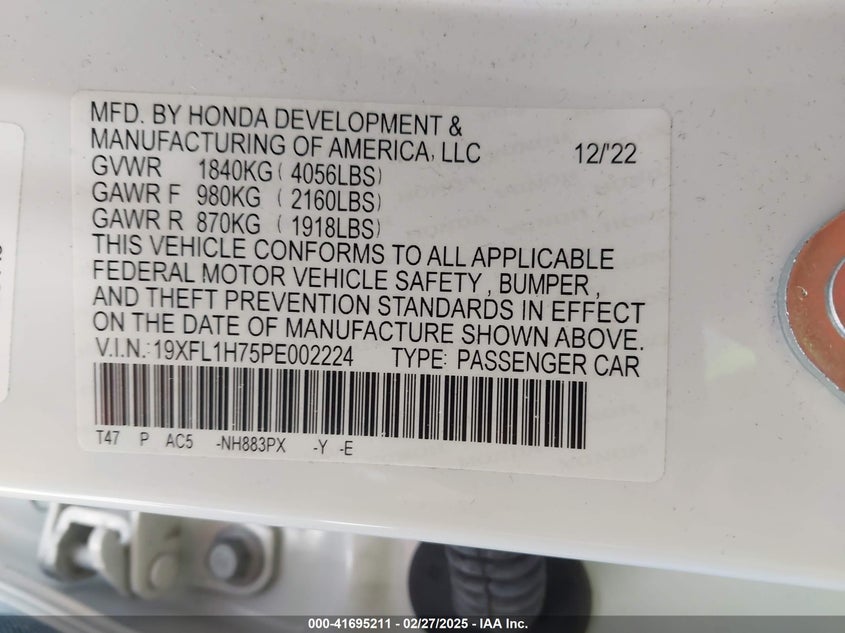 MFD. BY HONDA DEVELOPMENT &
MANUFACTURING OF AMERICA, LLC 12/'22
GVWR 1840KG ( 4056LBS)
GAWR F 980KG ( 2160LBS)
GAWR R 870KG ( 1918LBS)
THIS VEHICLE CONFORMS TO ALL APPLICABLE
FEDERAL MOTOR VEHICLE SAFETY , BUMPER ,
AND THEFT PREVENTION STANDARDS IN EFFECT
ON THE DATE OF MANUFACTURE SHOWN ABOVE.
V.I.N.: 19XFL1H75PE002224 TYPE: PASSENGER CAR
T47 P AC5 -NH883PX -Y -E
000-41695211 - 02/27/2025 - IAA Inc.